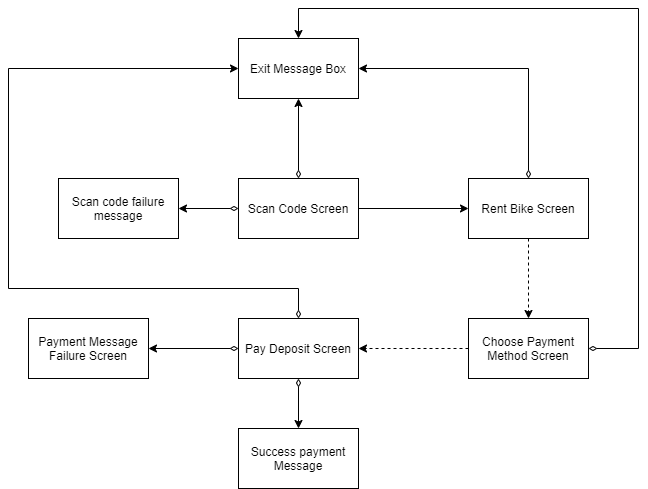 Exit Message Box
Scan code failure
message
Scan Code Screen
Rent Bike Screen
Payment Message
Failure Screen
Pay Deposit Screen
Choose Payment
Method Screen
Success payment
Message